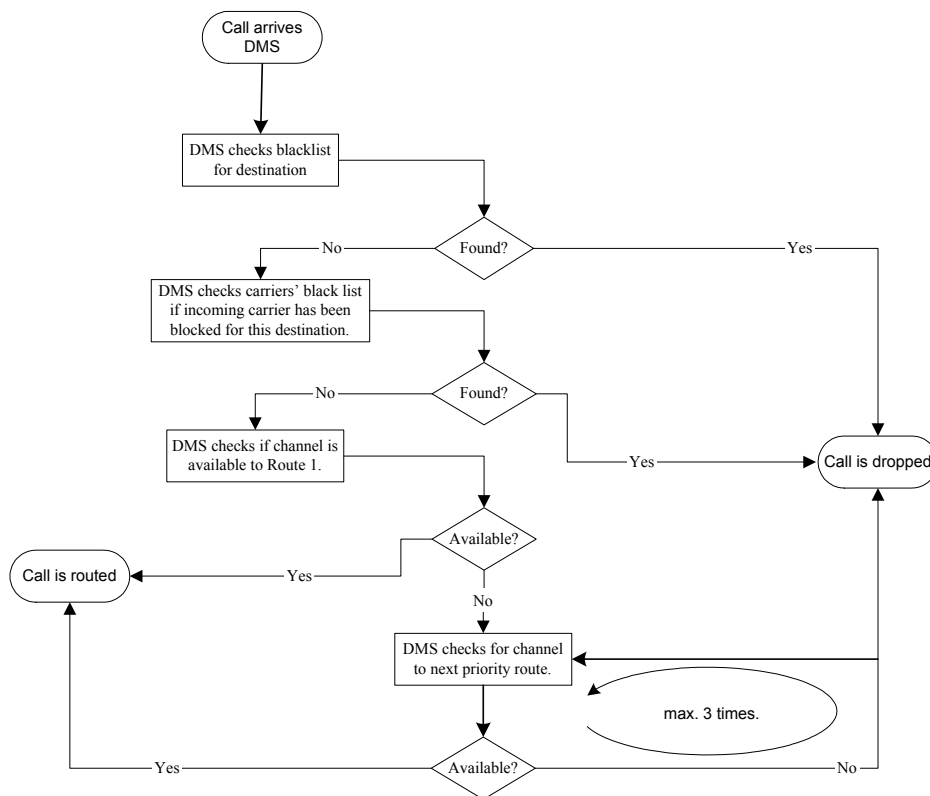 Call arrives
DMS
DMS checks blacklist
for destination
Found?
No
Yes
DMS checks carriers’ black list
if incoming carrier has been
blocked for this destination.
Found?
No
Yes
DMS checks if channel is
available to Route 1.
Call is dropped
Available?
Call is routed
Yes
No
DMS checks for channel
to next priority route.
max. 3 times.
Available?
Yes
No